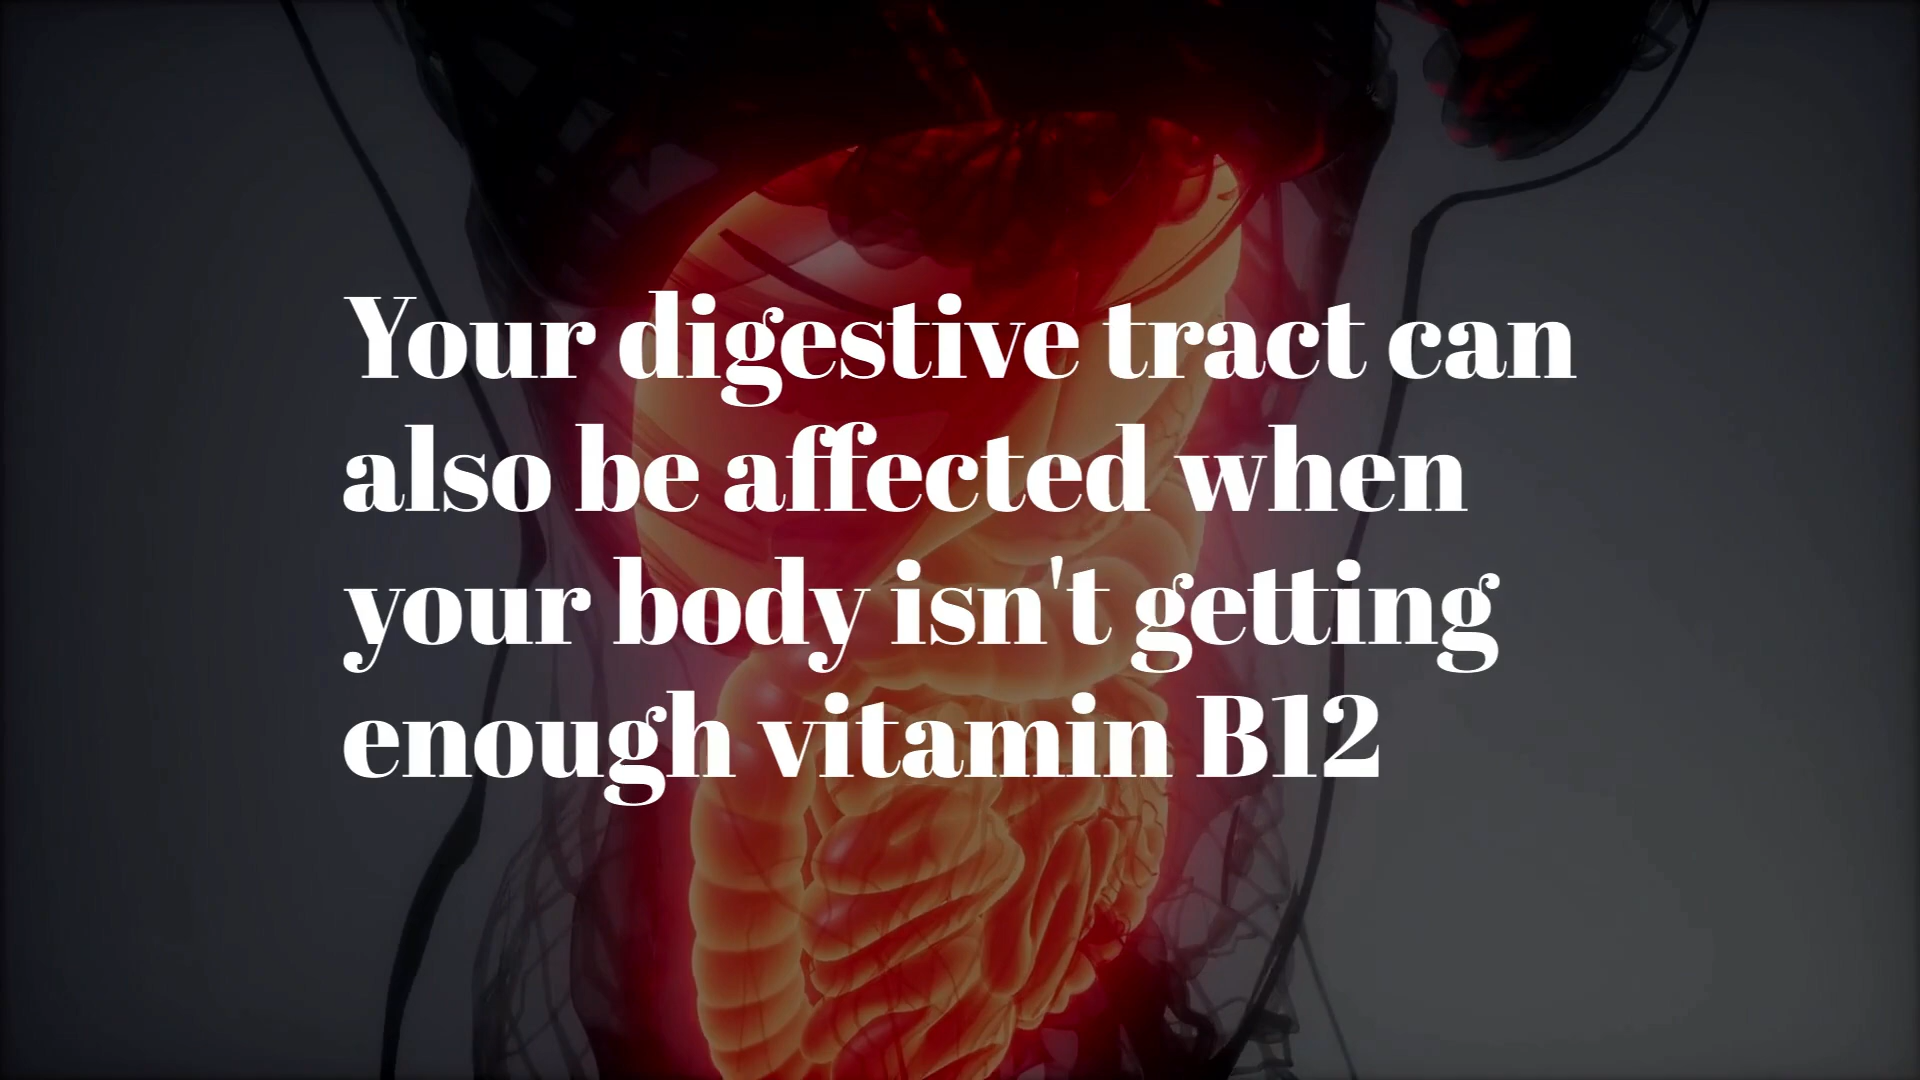 Your digestive tract can
also be affected when
your body isn't getting
enough vitamin B12